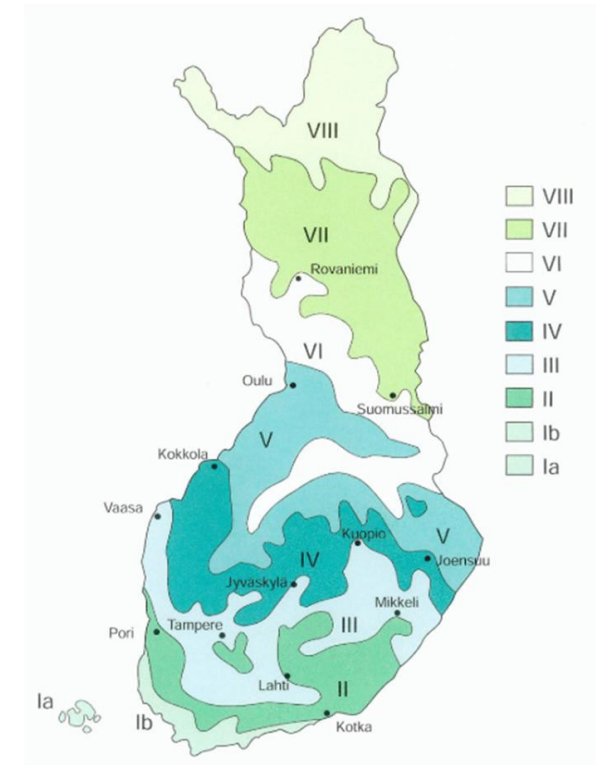 VIII
VII
Rovaniemi
VI
Oulu
Suomussalmi
V
Kokkola
Vaasa
Kuopio
V
IV
Joensuu
Jyväskylä
Mikkeli
Tampere
III
Pori
Lahti
II
Ia
Ib
Kotka
VIII
VII
VI
V
IV
III
II
Ib
Ia